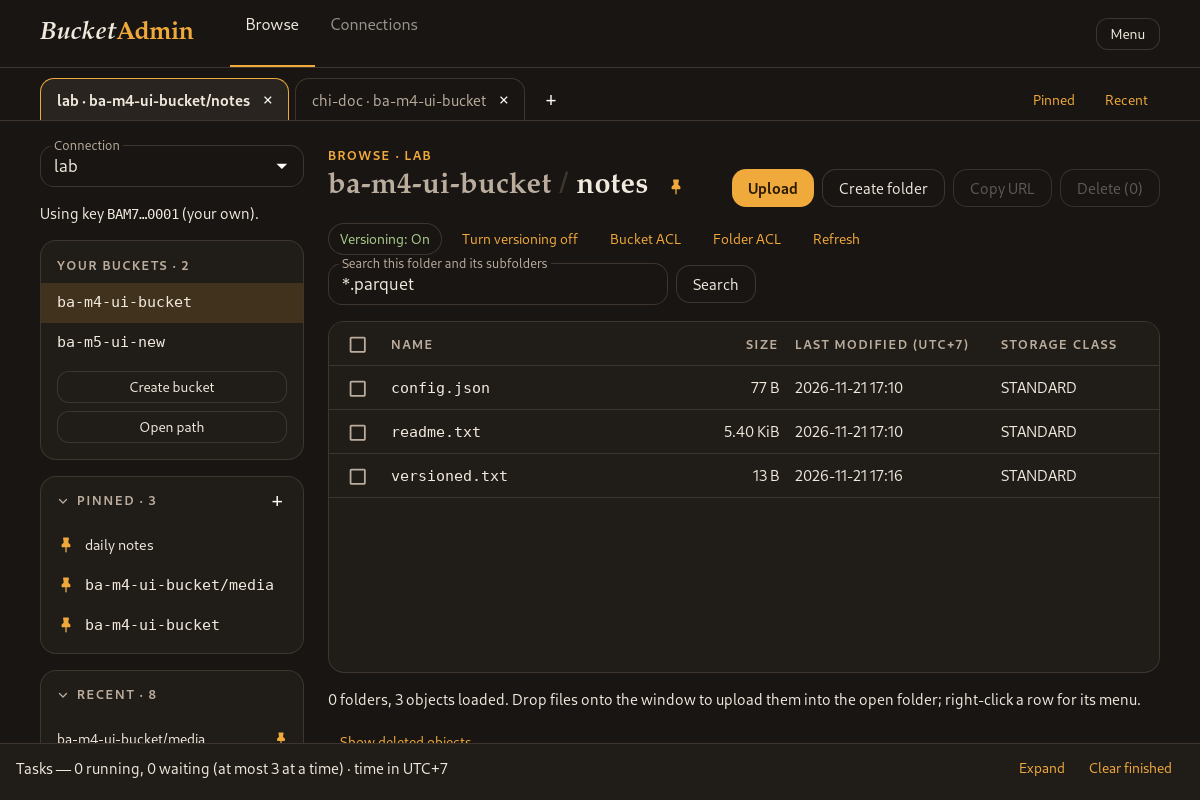 BucketAdmin
Browse
Connections
Menu
lab · ba-m4-ui-bucket/notes ×
chi-doc · ba-m4-ui-bucket ×
+
Pinned
Recent
Connection
lab
Using key BAM7…0001 (your own).
YOUR BUCKETS · 2
ba-m4-ui-bucket
ba-m5-ui-new
Create bucket
Open path
PINNED · 3 +
daily notes
ba-m4-ui-bucket/media
ba-m4-ui-bucket
RECENT · 8
ba-m4-ui-bucket/media
BROWSE · LAB
ba-m4-ui-bucket / notes
Upload
Create folder
Copy URL
Delete (0)
Versioning: On
Turn versioning off
Bucket ACL
Folder ACL
Refresh
Search this folder and its subfolders
*.parquet
Search
NAME SIZE LAST MODIFIED (UTC+7) STORAGE CLASS
config.json 77 B 2026-11-21 17:10 STANDARD
readme.txt 5.40 KiB 2026-11-21 17:10 STANDARD
versioned.txt 13 B 2026-11-21 17:16 STANDARD
0 folders, 3 objects loaded. Drop files onto the window to upload them into the open folder; right-click a row for its menu.
Show deleted objects
Tasks — 0 running, 0 waiting (at most 3 at a time) · time in UTC+7
Expand
Clear finished